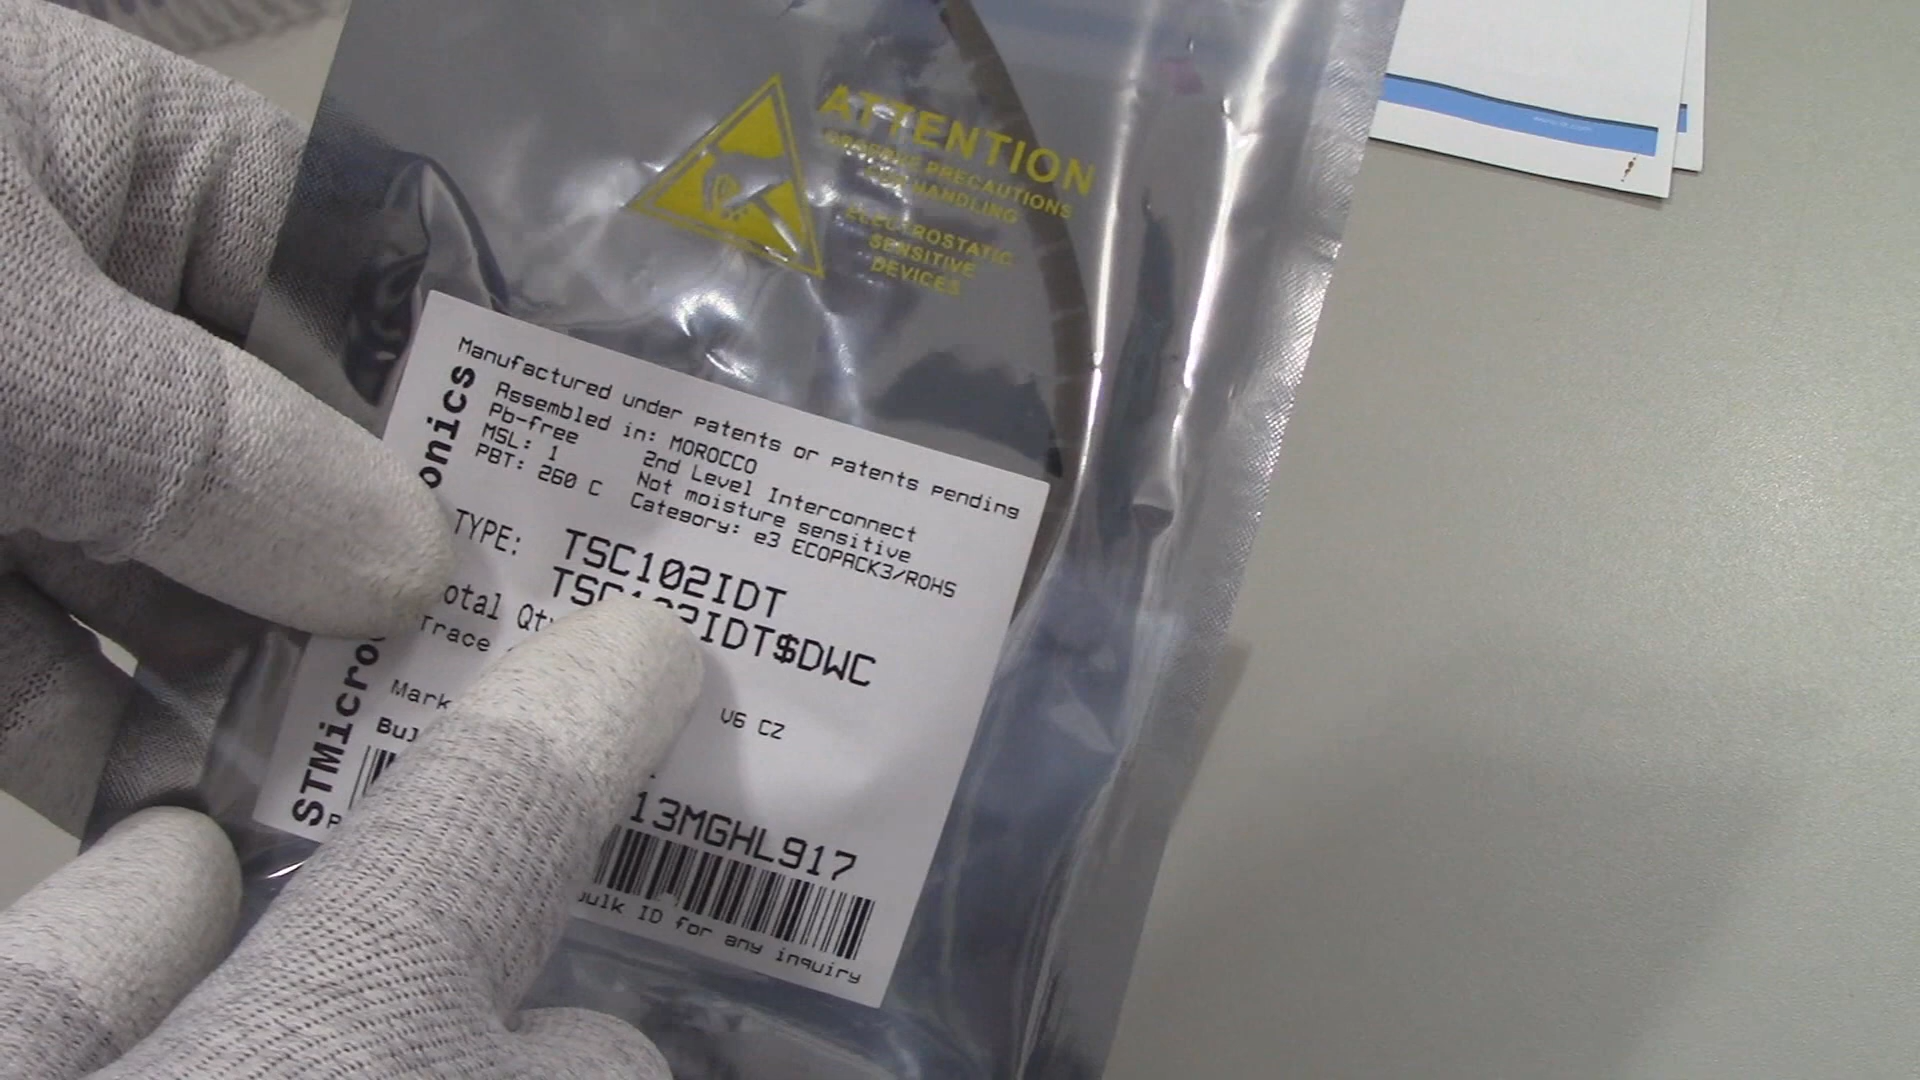 ATTENTION
OBSERVE PRECAUTIONS
FOR HANDLING
ELECTROSTATIC
SENSITIVE
DEVICES
Manufactured under patents or patents pending
Assembled in: MOROCCO
Pb-free 2nd Level Interconnect
MSL: 1 Not moisture sensitive
PBT: 260 C Category: e3 ECOPACK3/ROHS
TYPE: TSC102IDT
TSC102IDT$DWC
otal Qty
Trace
Mark V6 CZ
Bul
P
13MGHL917
bulk ID for any inquiry
STMicro onics